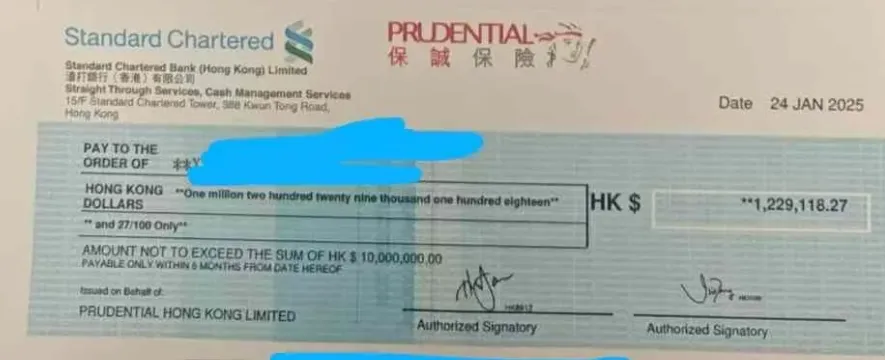 Standard Chartered
PRUDENTIAL
保誠保險
Standard Chartered Bank (Hong Kong) Limited
渣打銀行（香港）有限公司
Straight Through Services, Cash Management Services
15/F Standard Chartered Tower, 388 Kwun Tong Road,
Hong Kong
Date 24 JAN 2025
PAY TO THE
ORDER OF **Y
HONG KONG **One million two hundred twenty nine thousand one hundred eighteen**
DOLLARS
HK $ **1,229,118.27
** and 27/100 Only**
AMOUNT NOT TO EXCEED THE SUM OF HK $ 10,000,000.00
PAYABLE ONLY WITHIN 6 MONTHS FROM DATE HEREOF
Issued on Behalf of:
PRUDENTIAL HONG KONG LIMITED
Authorized Signatory
Authorized Signatory